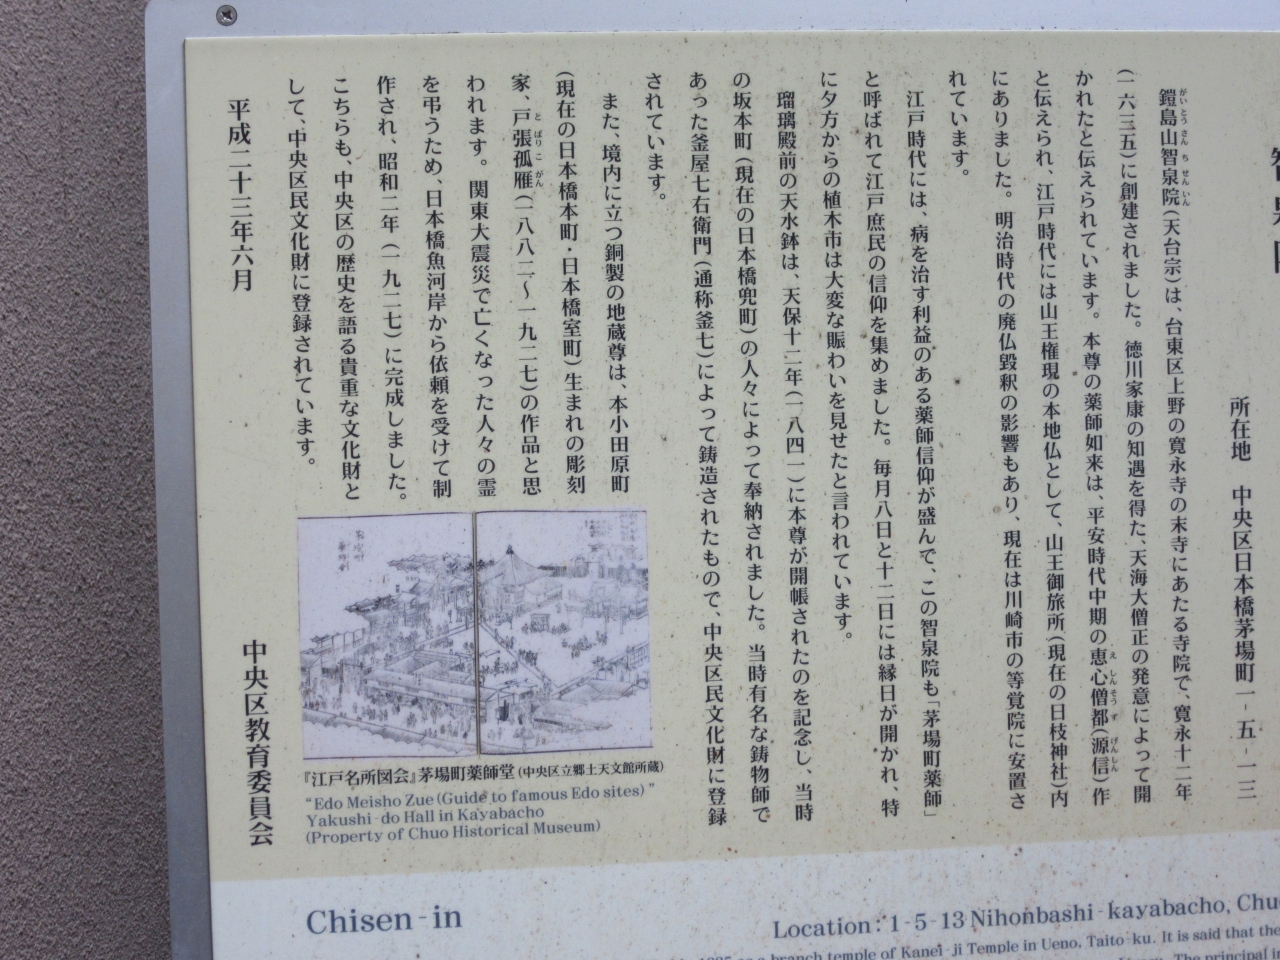 所在地　中央区日本橋茅場町一‐五‐一三
鎧島山智泉院(天台宗)は、台東区上野の寛永寺の末寺にあたる寺院で、寛永十二年
(一六三五)に創建されました。徳川家康の知遇を得た、天海大僧正の発意によって開
かれたと伝えられています。本尊の薬師如来は、平安時代中期の恵心僧都(源信)作
と伝えられ、江戸時代には山王権現の本地仏として、山王御旅所(現在の日枝神社)内
にありました。明治時代の廃仏毀釈の影響もあり、現在は川崎市の等覚院に安置さ
れています。
江戸時代には、病を治す利益のある薬師信仰が盛んで、この智泉院も「茅場町薬師」
と呼ばれて江戸庶民の信仰を集めました。毎月八日と十二日には縁日が開かれ、特
に夕方からの植木市は大変な賑わいを見せたと言われています。
瑠璃殿前の天水鉢は、天保十二年(一八四一)に本尊が開帳されたのを記念し、当時
の坂本町(現在の日本橋兜町)の人々によって奉納されました。当時有名な鋳物師で
あった釜屋七右衛門(通称釜七)によって鋳造されたもので、中央区民文化財に登録
されています。
また、境内に立つ銅製の地蔵尊は、本小田原町
(現在の日本橋本町・日本橋室町)生まれの彫刻
家、戸張孤雁(一八八二〜一九二七)の作品と思
われます。関東大震災で亡くなった人々の霊
を弔うため、日本橋魚河岸から依頼を受けて制
作され、昭和二年(一九二七)に完成しました。
こちらも、中央区の歴史を語る貴重な文化財と
して、中央区民文化財に登録されています。
平成二十三年六月
中央区教育委員会
『江戸名所図会』茅場町薬師堂(中央区立郷土天文館所蔵)
“Edo Meisho Zue (Guide to famous Edo sites)”
Yakushi-do Hall in Kayabacho
(Property of Chuo Historical Museum)
Chisen-in
Location: 1-5-13 Nihonbashi-kayabacho, Chuo
branch temple of Kanei-ji Temple in Ueno, Taito-ku. It is said that the
The principal